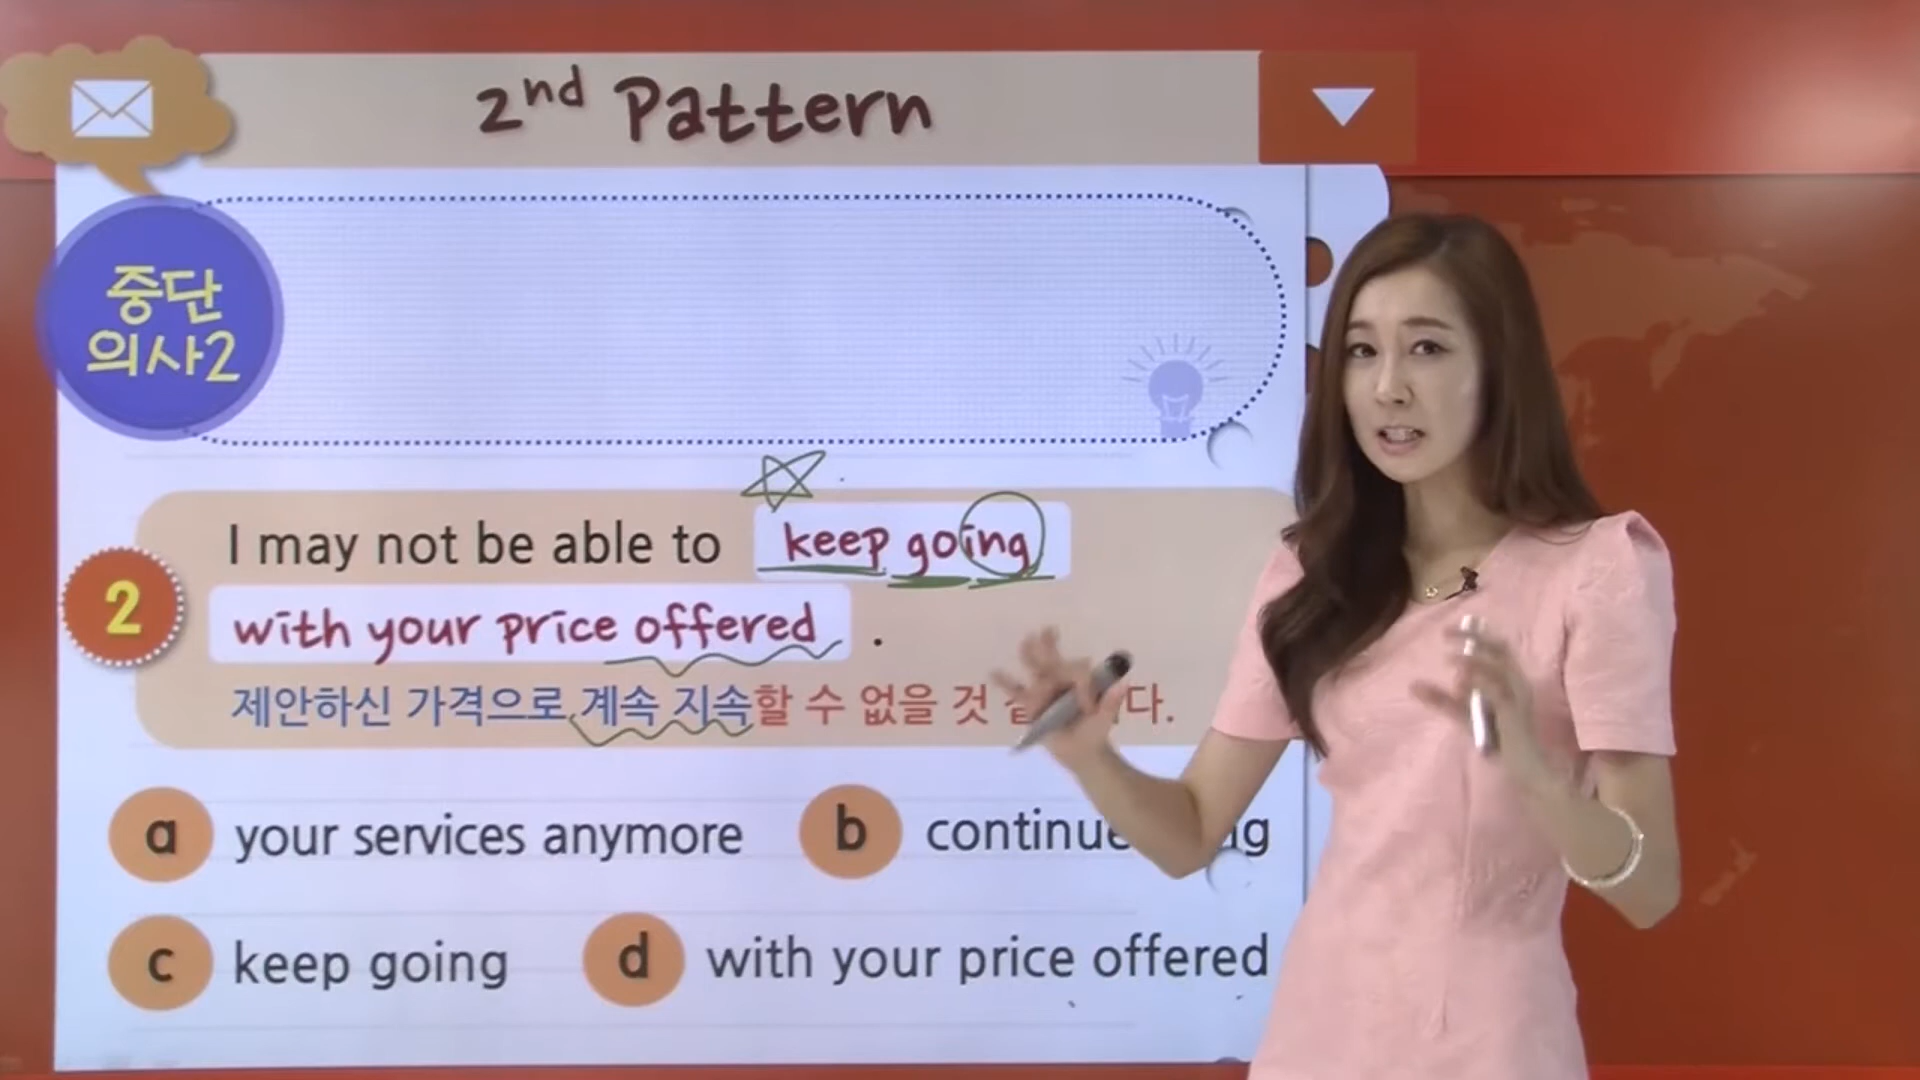 2nd Pattern
중단
의사2
2
I may not be able to keep going
with your price offered .
제안하신 가격으로 계속 지속할 수 없을 것 다.
a your services anymore b
c keep going d with your price offered